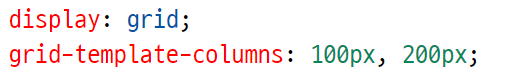 display: grid;
grid-template-columns: 100px, 200px;